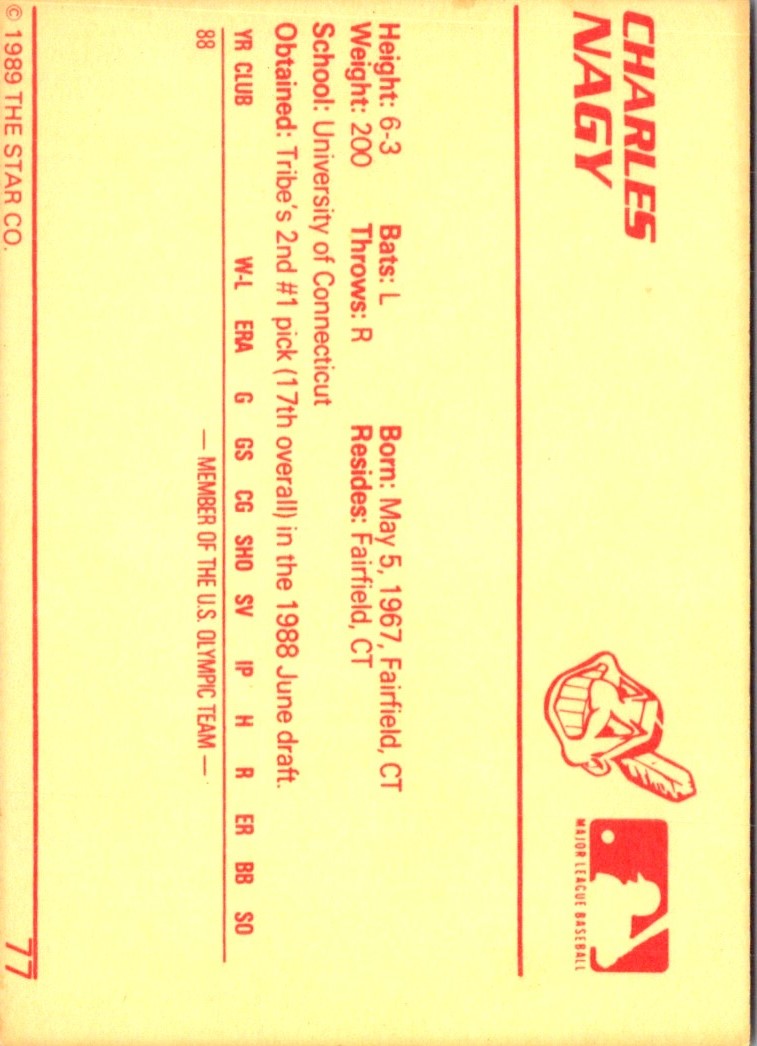 CHARLES
NAGY
MAJOR LEAGUE BASEBALL
Height: 6-3 Bats: L Born: May 5, 1967, Fairfield, CT
Weight: 200 Throws: R Resides: Fairfield, CT
School: University of Connecticut
Obtained: Tribe's 2nd #1 pick (17th overall) in the 1988 June draft.
YR CLUB W-L ERA G GS CG SHO SV IP H R ER BB SO
88 — MEMBER OF THE U.S. OLYMPIC TEAM —
© 1989 THE STAR CO. 77